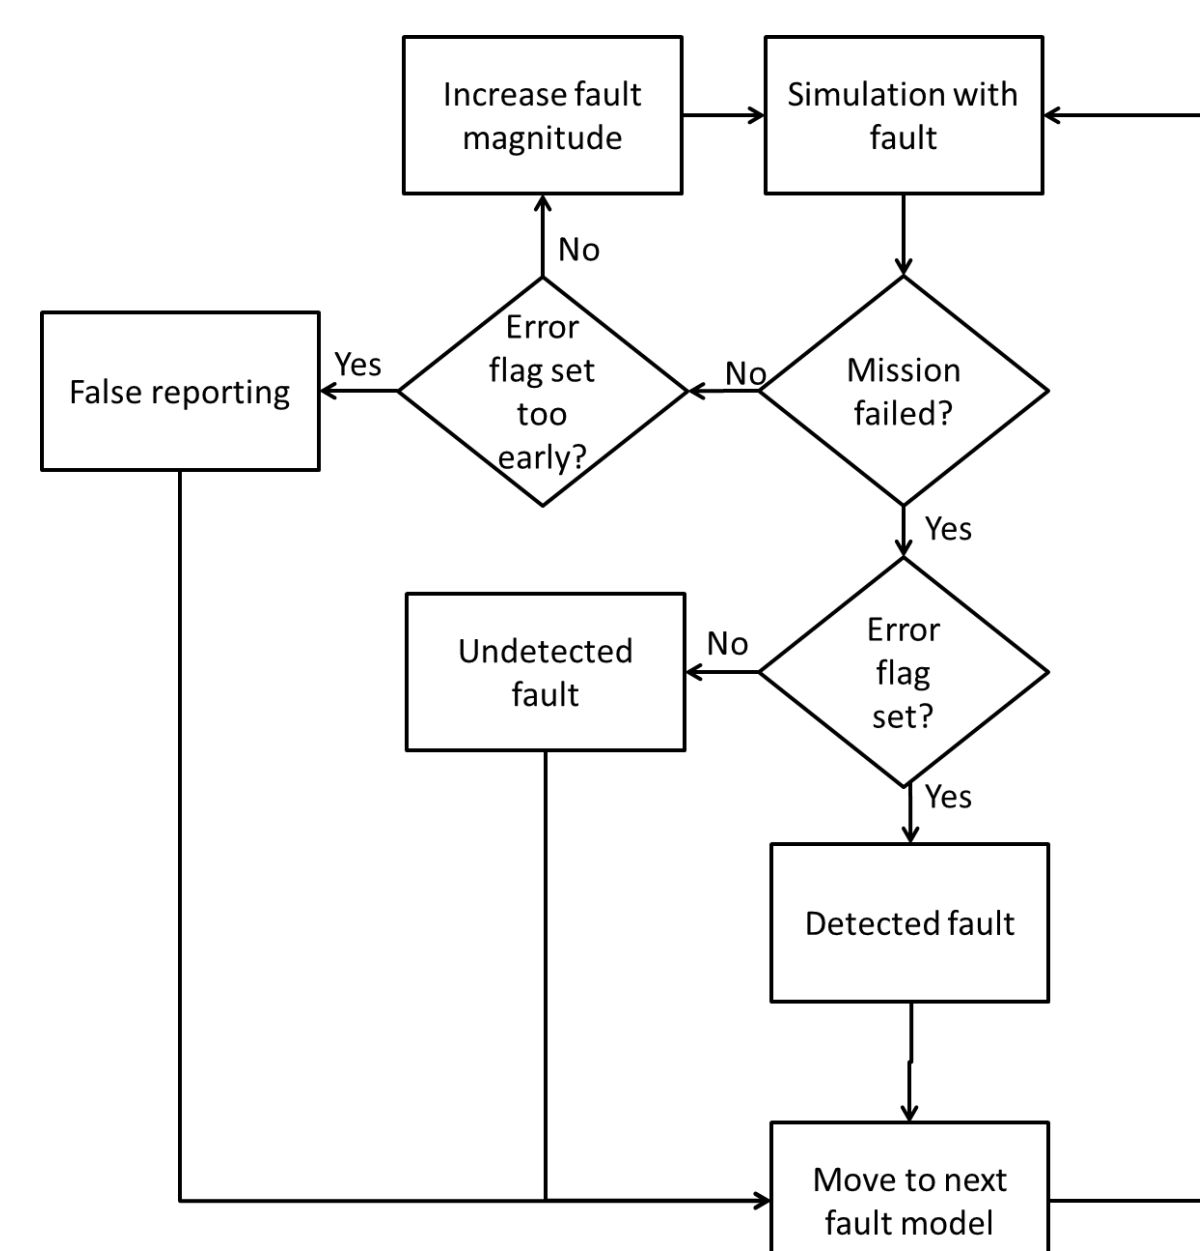 Increase fault
magnitude
Simulation with
fault
No
Error
flag set
too
early?
Yes
False reporting
No
Mission
failed?
Yes
Undetected
fault
No
Error
flag
set?
Yes
Detected fault
Move to next
fault model